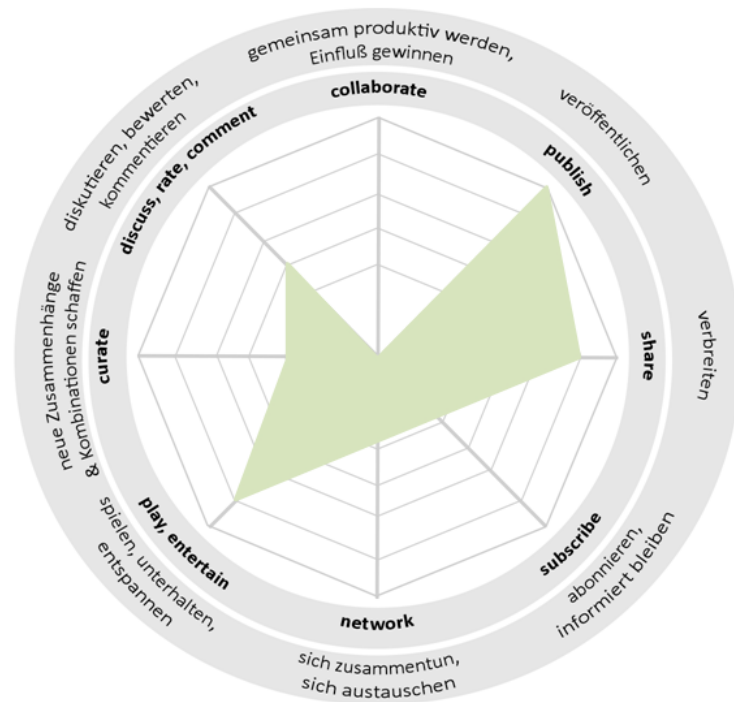 gemeinsam produktiv werden,
Einfluß gewinnen
collaborate
veröffentlichen
publish
verbreiten
share
abonnieren,
informiert bleiben
subscribe
network
sich zusammentun,
sich austauschen
play, entertain
spielen, unterhalten,
entspannen
neue Zusammenhänge
& Kombinationen schaffen
curate
diskutieren, bewerten,
kommentieren
discuss, rate, comment